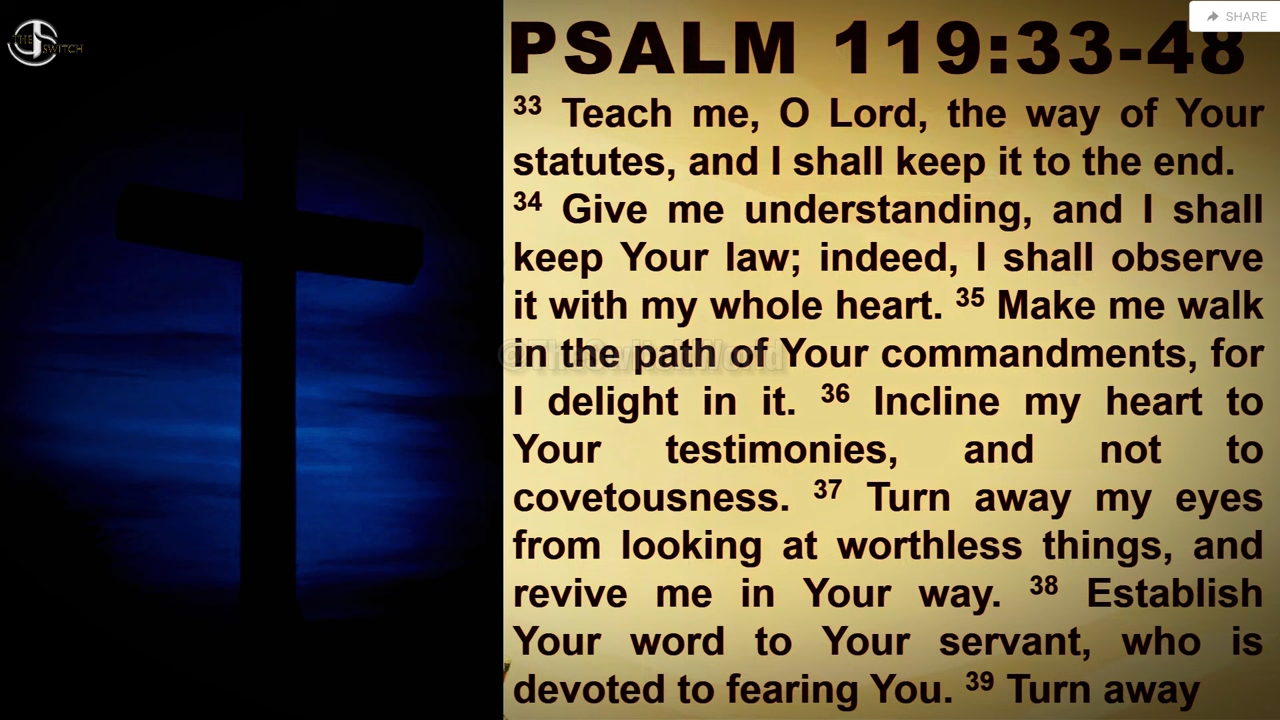 THE SWITCH
SHARE
PSALM 119:33-48
33 Teach me, O Lord, the way of Your
statutes, and I shall keep it to the end.
34 Give me understanding, and I shall
keep Your law; indeed, I shall observe
it with my whole heart. 35 Make me walk
in the path of Your commandments, for
I delight in it. 36 Incline my heart to
Your testimonies, and not to
covetousness. 37 Turn away my eyes
from looking at worthless things, and
revive me in Your way. 38 Establish
Your word to Your servant, who is
devoted to fearing You. 39 Turn away
©TheSwitchWorld